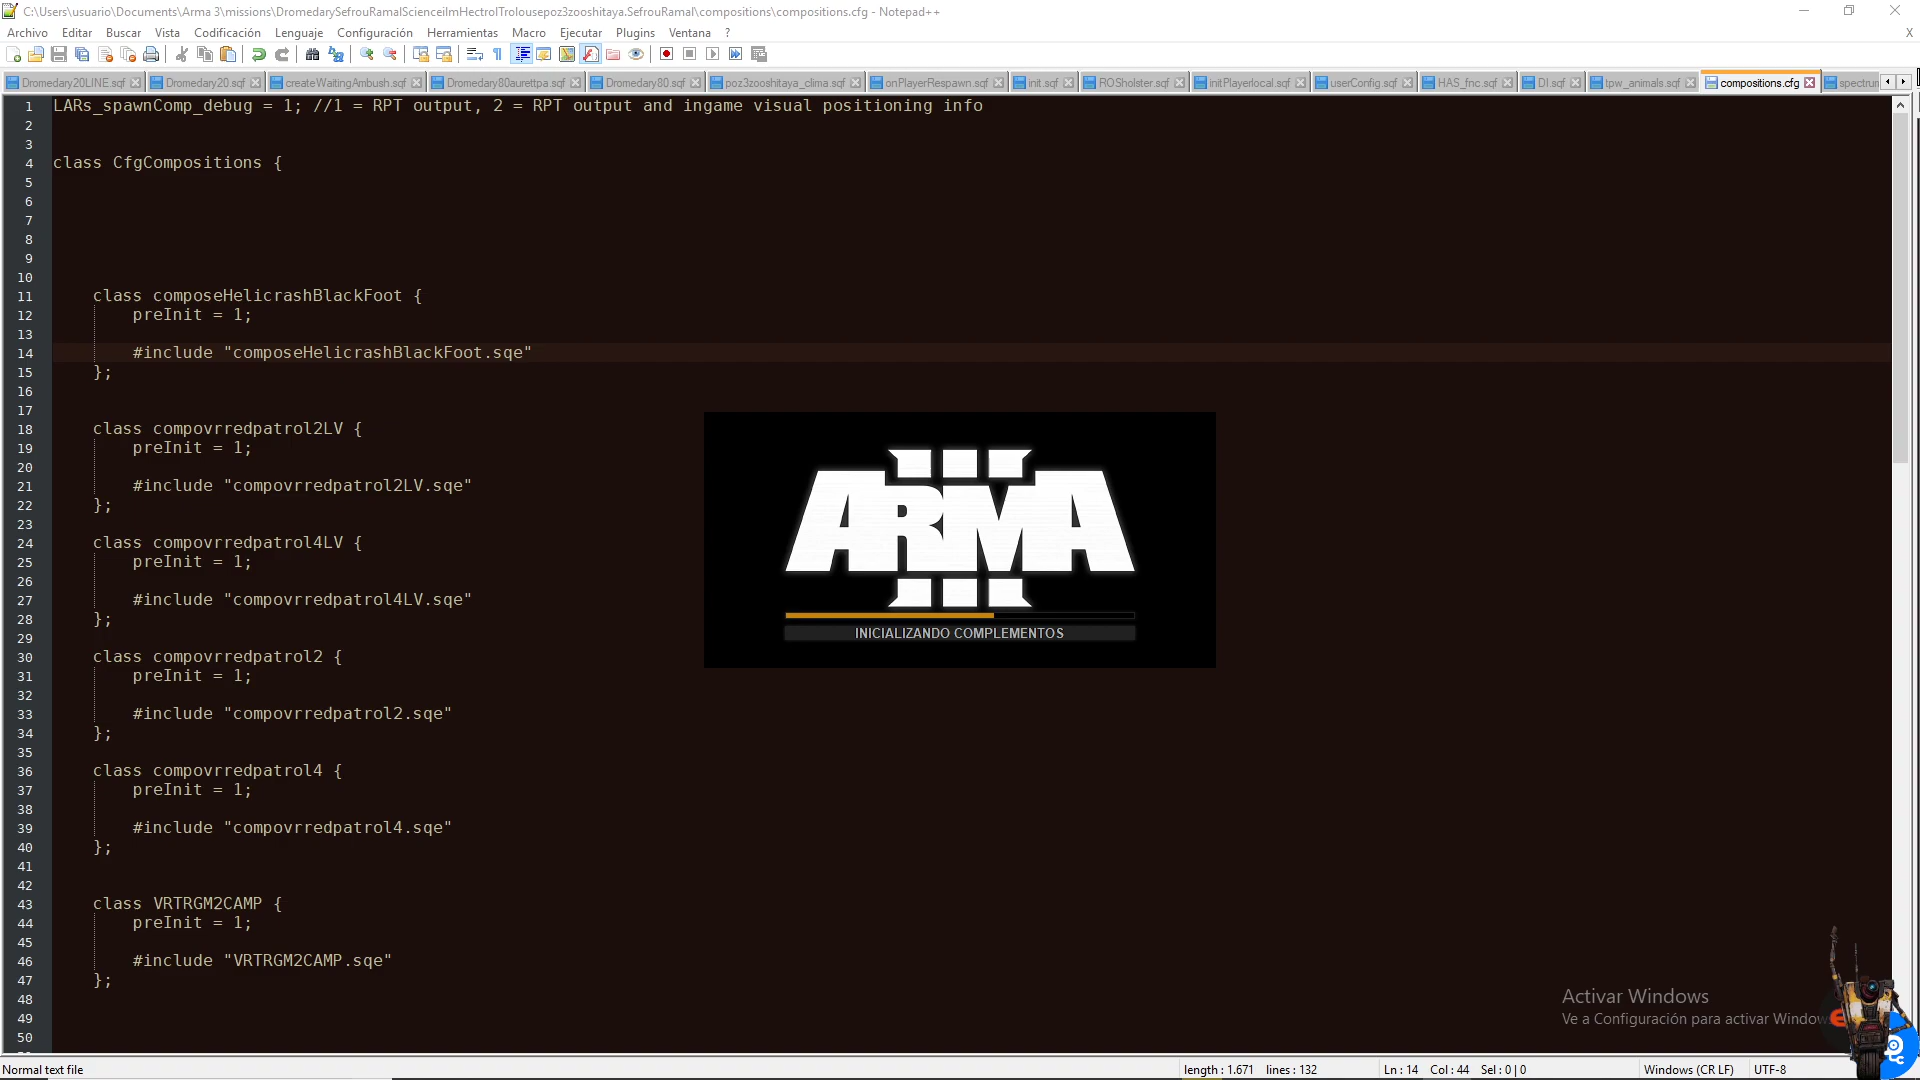 C:\Users\usuario\Documents\Arma 3\missions\DromedarySefrouRamalScienceiImHectrolTrolousepoz3zooshitaya.SefrouRamal\compositions\compositions.cfg - Notepad++
Archivo Editar Buscar Vista Codificación Lenguaje Configuración Herramientas Macro Ejecutar Plugins Ventana ? X
Dromedary20LINE.sqf Dromedary20.sqf createWaitingAmbush.sqf Dromedary80aurettpa.sqf Dromedary80.sqf poz3zooshitaya_clima.sqf onPlayerRespawn.sqf init.sqf ROSholster.sqf initPlayerlocal.sqf userConfig.sqf HAS_fnc.sqf DI.sqf tpw_animals.sqf compositions.cfg spectrum
1 LARs_spawnComp_debug = 1; //1 = RPT output, 2 = RPT output and ingame visual positioning info
2
3
4 class CfgCompositions {
5
6
7
8
9
10
11 class composeHelicrashBlackFoot {
12 preInit = 1;
13
14 #include "composeHelicrashBlackFoot.sqe"
15 };
16
17
18 class compovrredpatrol2LV {
19 preInit = 1;
20
21 #include "compovrredpatrol2LV.sqe"
22 };
23
24 class compovrredpatrol4LV {
25 preInit = 1;
26
27 #include "compovrredpatrol4LV.sqe"
28 };
29
30 class compovrredpatrol2 {
31 preInit = 1;
32
33 #include "compovrredpatrol2.sqe"
34 };
35
36 class compovrredpatrol4 {
37 preInit = 1;
38
39 #include "compovrredpatrol4.sqe"
40 };
41
42
43 class VRTRGM2CAMP {
44 preInit = 1;
45
46 #include "VRTRGM2CAMP.sqe"
47 };
48
49
50
III
ARMA
III
INICIALIZANDO COMPLEMENTOS
Activar Windows
Ve a Configuración para activar Window
Normal text file length : 1.671 lines : 132 Ln : 14 Col : 44 Sel : 0 | 0 Windows (CR LF) UTF-8